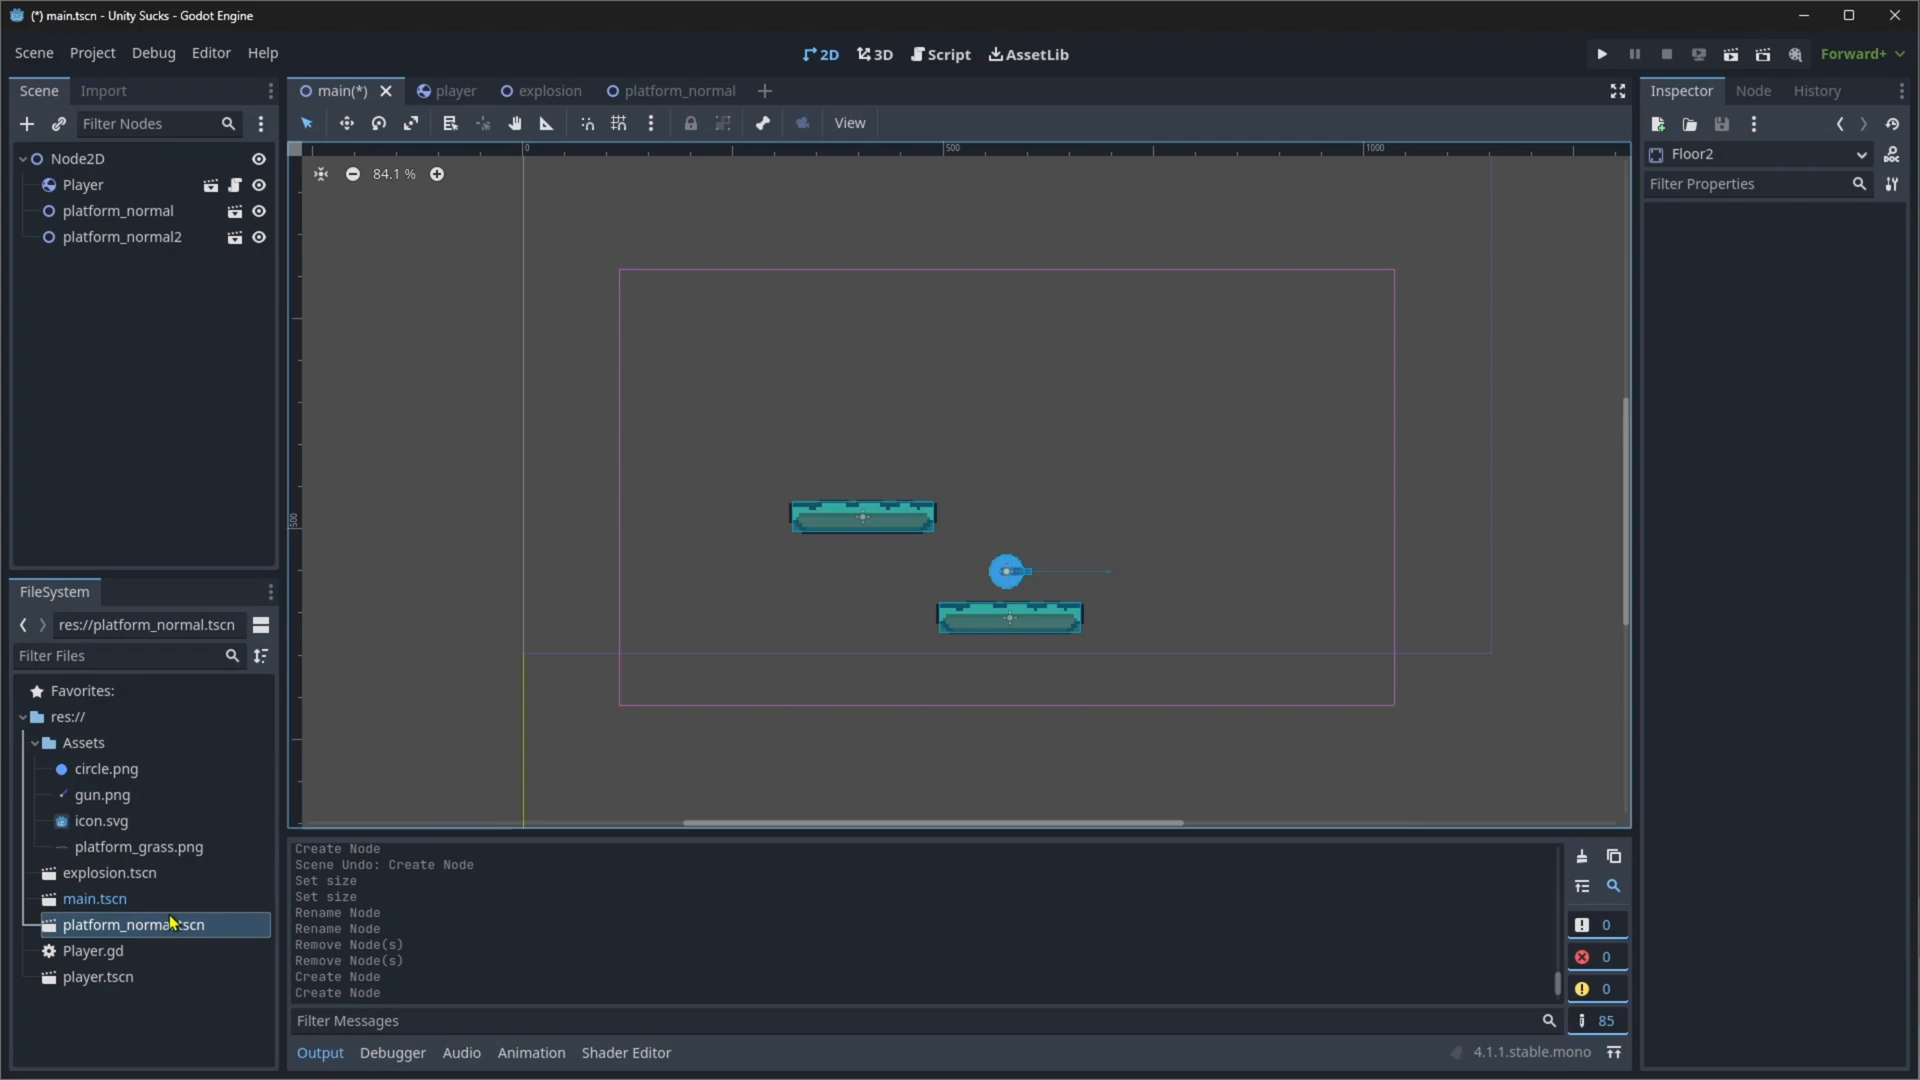 (*) main.tscn - Unity Sucks - Godot Engine
Scene Project Debug Editor Help
2D 3D Script AssetLib
Forward+
Scene Import
main(*) player explosion platform_normal
Inspector Node History
Filter Nodes
View
Floor2
Filter Properties
Node2D
Player
platform_normal
platform_normal2
84.1 %
0 500 1000
500
FileSystem
res://platform_normal.tscn
Filter Files
Favorites:
res://
Assets
circle.png
gun.png
icon.svg
platform_grass.png
explosion.tscn
main.tscn
platform_normal.tscn
Player.gd
player.tscn
Create Node
Scene Undo: Create Node
Set size
Set size
Rename Node
Rename Node
Remove Node(s)
Remove Node(s)
Create Node
Create Node
0
0
0
85
Filter Messages
Output Debugger Audio Animation Shader Editor
4.1.1.stable.mono